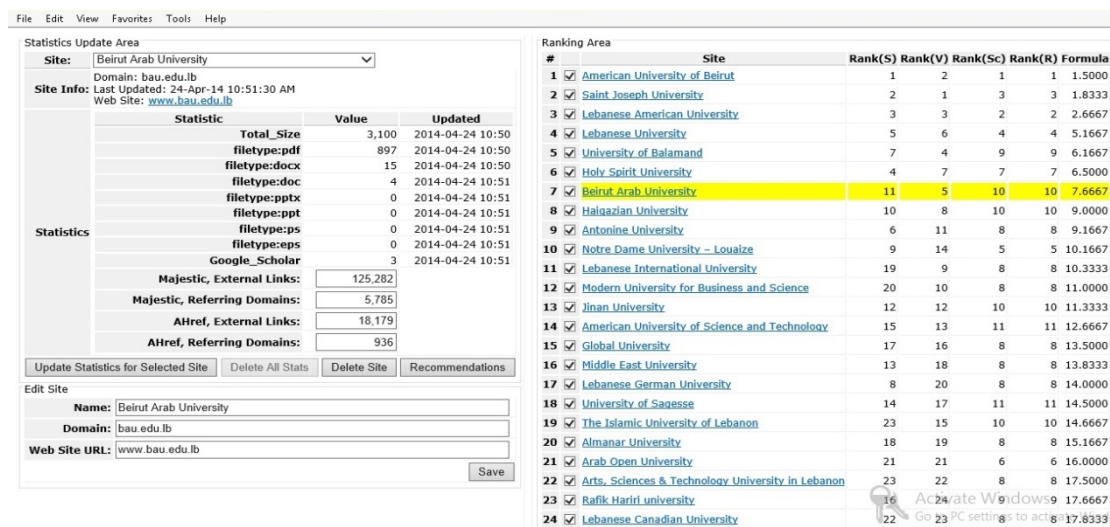 File Edit View Favorites Tools Help
Statistics Update Area
Site: Beirut Arab University
Site Info: Domain: bau.edu.lb
Last Updated: 24-Apr-14 10:51:30 AM
Web Site: www.bau.edu.lb
Statistics
Statistic Value Updated
Total_Size 3,100 2014-04-24 10:50
filetype:pdf 897 2014-04-24 10:50
filetype:docx 15 2014-04-24 10:50
filetype:doc 4 2014-04-24 10:51
filetype:pptx 0 2014-04-24 10:51
filetype:ppt 0 2014-04-24 10:51
filetype:ps 0 2014-04-24 10:51
filetype:eps 0 2014-04-24 10:51
Google_Scholar 3 2014-04-24 10:51
Majestic, External Links: 125,282
Majestic, Referring Domains: 5,785
AHref, External Links: 18,179
AHref, Referring Domains: 936
Update Statistics for Selected Site Delete All Stats Delete Site Recommendations
Edit Site
Name: Beirut Arab University
Domain: bau.edu.lb
Web Site URL: www.bau.edu.lb
Save
Ranking Area
# Site Rank(S) Rank(V) Rank(Sc) Rank(R) Formula
1 American University of Beirut 1 2 1 1 1.5000
2 Saint Joseph University 2 1 3 3 1.8333
3 Lebanese American University 3 3 2 2 2.6667
4 Lebanese University 5 6 4 4 5.1667
5 University of Balamand 7 4 9 9 6.1667
6 Holy Spirit University 4 7 7 7 6.5000
7 Beirut Arab University 11 5 10 10 7.6667
8 Haigazian University 10 8 10 10 9.0000
9 Antonine University 6 11 8 8 9.1667
10 Notre Dame University – Louaize 9 14 5 5 10.1667
11 Lebanese International University 19 9 8 8 10.3333
12 Modern University for Business and Science 20 10 8 8 11.0000
13 Jinan University 12 12 10 10 11.3333
14 American University of Science and Technology 15 13 11 11 12.6667
15 Global University 17 16 8 8 13.5000
16 Middle East University 13 18 8 8 13.8333
17 Lebanese German University 8 20 8 8 14.0000
18 University of Sagesse 14 17 11 11 14.5000
19 The Islamic University of Lebanon 23 15 10 10 14.6667
20 Almanar University 18 19 8 8 15.1667
21 Arab Open University 21 21 6 6 16.0000
22 Arts, Sciences & Technology University in Lebanon 23 22 8 8 17.5000
23 Rafik Hariri university 16 24 9 9 17.6667
24 Lebanese Canadian University 22 23 8 8 17.8333
Activate Windows
Go to PC settings to activate